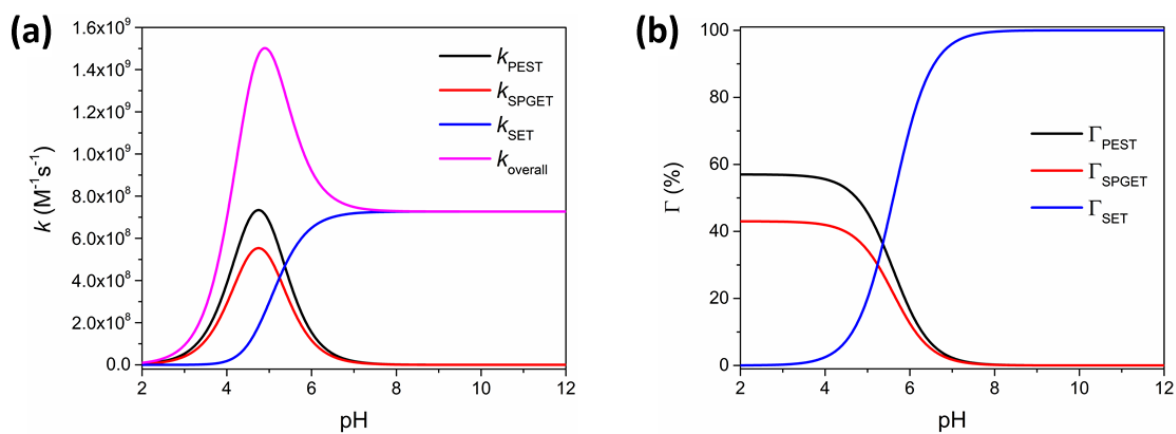 (a)
1.6x10⁹
1.4x10⁹
1.2x10⁹
1.0x10⁹
8.0x10⁸
6.0x10⁸
4.0x10⁸
2.0x10⁸
0.0
k (M⁻¹s⁻¹)
2 4 6 8 10 12
pH
k_PEST
k_SPGET
k_SET
k_overall
(b)
100
80
60
40
20
0
Γ (%)
2 4 6 8 10 12
pH
Γ_PEST
Γ_SPGET
Γ_SET